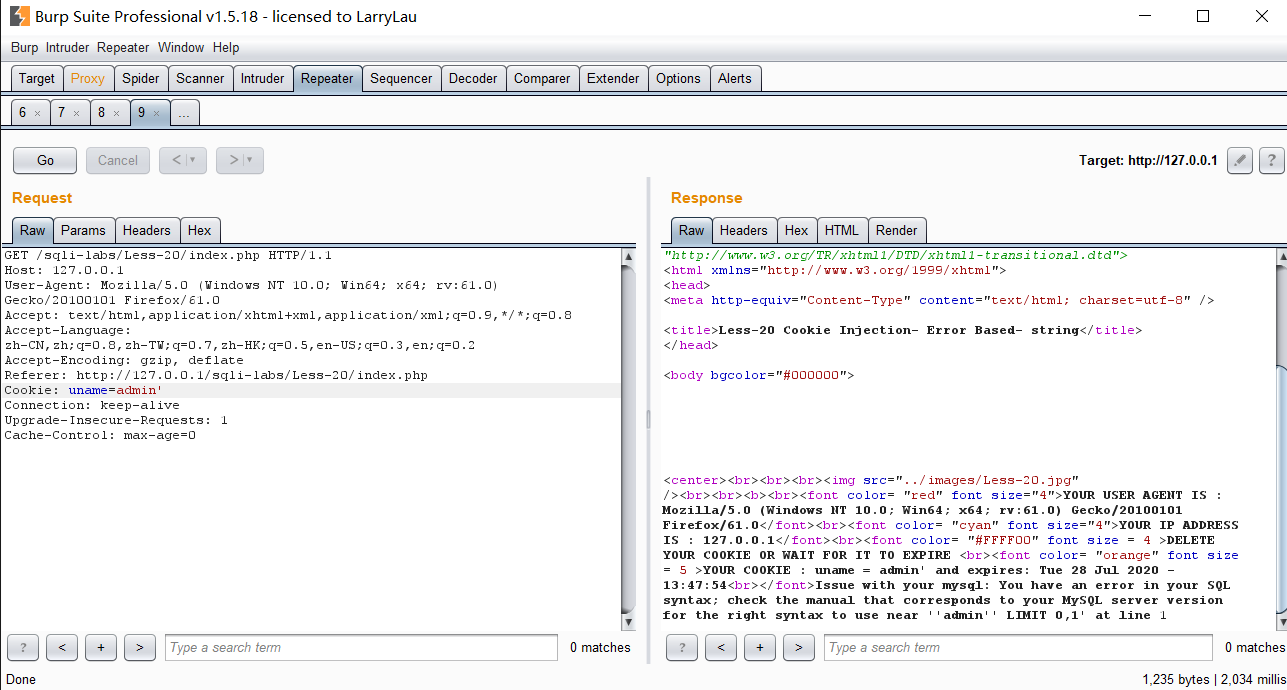 Burp Suite Professional v1.5.18 - licensed to LarryLau
Burp Intruder Repeater Window Help
Target Proxy Spider Scanner Intruder Repeater Sequencer Decoder Comparer Extender Options Alerts
6 × 7 × 8 × 9 × ...
Go Cancel < > Target: http://127.0.0.1 ?
Request
Raw Params Headers Hex
GET /sqli-labs/Less-20/index.php HTTP/1.1
Host: 127.0.0.1
User-Agent: Mozilla/5.0 (Windows NT 10.0; Win64; x64; rv:61.0)
Gecko/20100101 Firefox/61.0
Accept: text/html,application/xhtml+xml,application/xml;q=0.9,*/*;q=0.8
Accept-Language:
zh-CN,zh;q=0.8,zh-TW;q=0.7,zh-HK;q=0.5,en-US;q=0.3,en;q=0.2
Accept-Encoding: gzip, deflate
Referer: http://127.0.0.1/sqli-labs/Less-20/index.php
Cookie: uname=admin'
Connection: keep-alive
Upgrade-Insecure-Requests: 1
Cache-Control: max-age=0
? < + > Type a search term 0 matches
Response
Raw Headers Hex HTML Render
"http://www.w3.org/TR/xhtml1/DTD/xhtml1-transitional.dtd">
<html xmlns="http://www.w3.org/1999/xhtml">
<head>
<meta http-equiv="Content-Type" content="text/html; charset=utf-8" />
<title>Less-20 Cookie Injection- Error Based- string</title>
</head>
<body bgcolor="#000000">
<center><br><br><br><img src="../images/Less-20.jpg"
/><br><br><b><br><font color= "red" font size="4">YOUR USER AGENT IS :
Mozilla/5.0 (Windows NT 10.0; Win64; x64; rv:61.0) Gecko/20100101
Firefox/61.0</font><br><font color= "cyan" font size="4">YOUR IP ADDRESS
IS : 127.0.0.1</font><br><font color= "#FFFF00" font size = 4 >DELETE
YOUR COOKIE OR WAIT FOR IT TO EXPIRE <br><font color= "orange" font size
= 5 >YOUR COOKIE : uname = admin' and expires: Tue 28 Jul 2020 -
13:47:54<br></font>Issue with your mysql: You have an error in your SQL
syntax; check the manual that corresponds to your MySQL server version
for the right syntax to use near ''admin'' LIMIT 0,1' at line 1
? < + > Type a search term 0 matches
Done 1,235 bytes | 2,034 millis